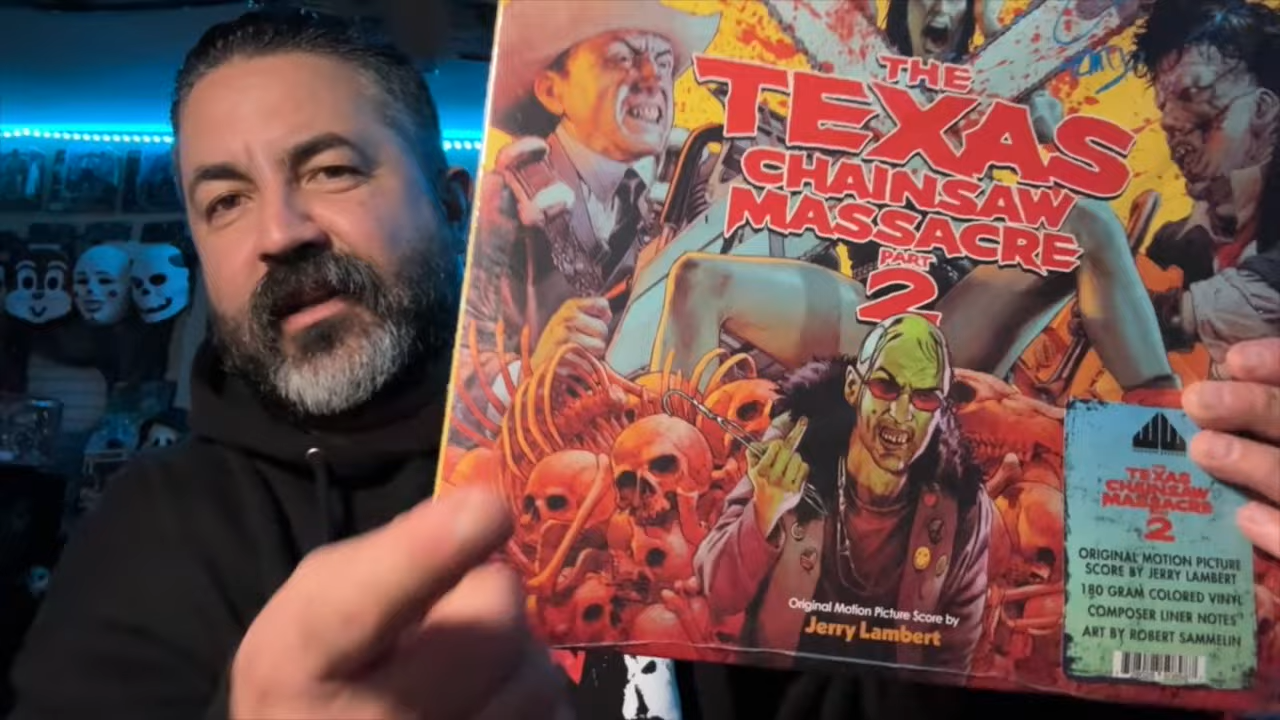 THE
TEXAS
CHAINSAW
MASSACRE
PART
2
Original Motion Picture Score by
Jerry Lambert
TEXAS
CHAINSAW
MASSACRE
2
ORIGINAL MOTION PICTURE
SCORE BY JERRY LAMBERT
180 GRAM COLORED VINYL
COMPOSER LINER NOTES
ART BY ROBERT SAMMELIN